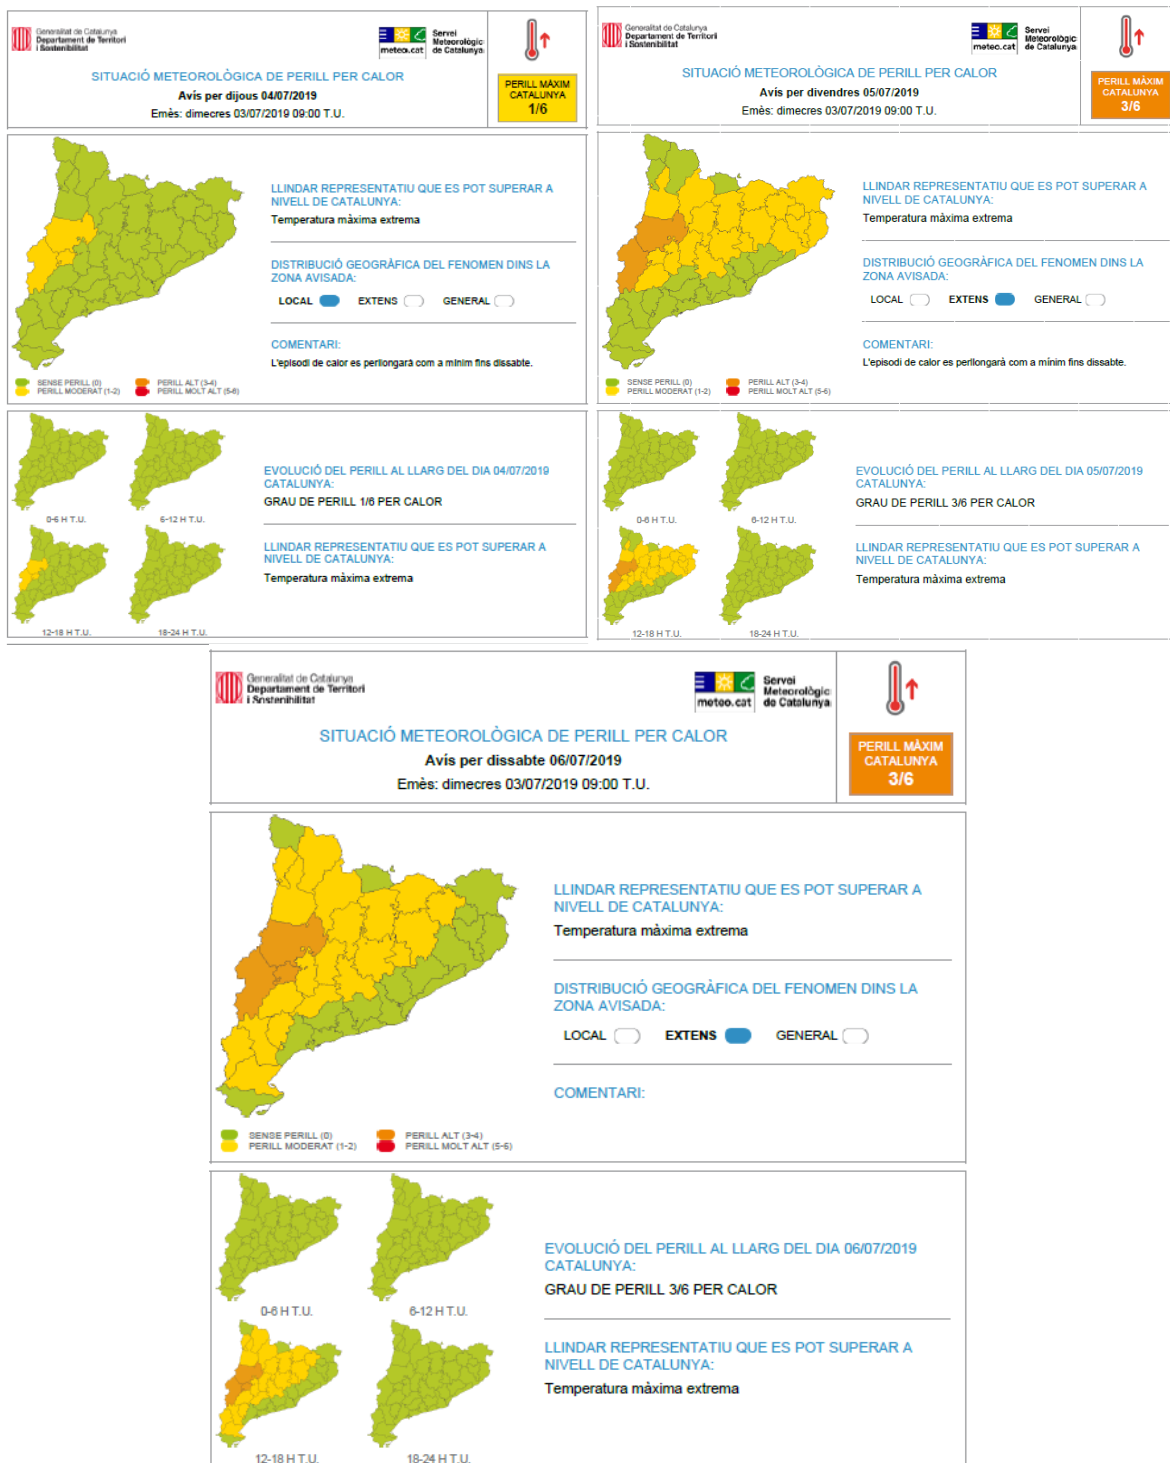 Generalitat de Catalunya
Departament de Territori
i Sostenibilitat
meteo.cat
Servei
Meteorològic
de Catalunya
SITUACIÓ METEOROLÒGICA DE PERILL PER CALOR
Avís per dijous 04/07/2019
Emès: dimecres 03/07/2019 09:00 T.U.
PERILL MÀXIM
CATALUNYA
1/6
LLINDAR REPRESENTATIU QUE ES POT SUPERAR A
NIVELL DE CATALUNYA:
Temperatura màxima extrema
DISTRIBUCIÓ GEOGRÀFICA DEL FENOMEN DINS LA
ZONA AVISADA:
LOCAL EXTENS GENERAL
COMENTARI:
L'episodi de calor es perllongarà com a mínim fins dissabte.
SENSE PERILL (0) PERILL ALT (3-4)
PERILL MODERAT (1-2) PERILL MOLT ALT (5-6)
0-6 H T.U. 6-12 H T.U.
12-18 H T.U. 18-24 H T.U.
EVOLUCIÓ DEL PERILL AL LLARG DEL DIA 04/07/2019
CATALUNYA:
GRAU DE PERILL 1/6 PER CALOR
LLINDAR REPRESENTATIU QUE ES POT SUPERAR A
NIVELL DE CATALUNYA:
Temperatura màxima extrema
Generalitat de Catalunya
Departament de Territori
i Sostenibilitat
meteo.cat
Servei
Meteorològic
de Catalunya
SITUACIÓ METEOROLÒGICA DE PERILL PER CALOR
Avís per divendres 05/07/2019
Emès: dimecres 03/07/2019 09:00 T.U.
PERILL MÀXIM
CATALUNYA
3/6
LLINDAR REPRESENTATIU QUE ES POT SUPERAR A
NIVELL DE CATALUNYA:
Temperatura màxima extrema
DISTRIBUCIÓ GEOGRÀFICA DEL FENOMEN DINS LA
ZONA AVISADA:
LOCAL EXTENS GENERAL
COMENTARI:
L'episodi de calor es perllongarà com a mínim fins dissabte.
SENSE PERILL (0) PERILL ALT (3-4)
PERILL MODERAT (1-2) PERILL MOLT ALT (5-6)
0-6 H T.U. 6-12 H T.U.
12-18 H T.U. 18-24 H T.U.
EVOLUCIÓ DEL PERILL AL LLARG DEL DIA 05/07/2019
CATALUNYA:
GRAU DE PERILL 3/6 PER CALOR
LLINDAR REPRESENTATIU QUE ES POT SUPERAR A
NIVELL DE CATALUNYA:
Temperatura màxima extrema
Generalitat de Catalunya
Departament de Territori
i Sostenibilitat
meteo.cat
Servei
Meteorològic
de Catalunya
SITUACIÓ METEOROLÒGICA DE PERILL PER CALOR
Avís per dissabte 06/07/2019
Emès: dimecres 03/07/2019 09:00 T.U.
PERILL MÀXIM
CATALUNYA
3/6
LLINDAR REPRESENTATIU QUE ES POT SUPERAR A
NIVELL DE CATALUNYA:
Temperatura màxima extrema
DISTRIBUCIÓ GEOGRÀFICA DEL FENOMEN DINS LA
ZONA AVISADA:
LOCAL EXTENS GENERAL
COMENTARI:
SENSE PERILL (0) PERILL ALT (3-4)
PERILL MODERAT (1-2) PERILL MOLT ALT (5-6)
0-6 H T.U. 6-12 H T.U.
12-18 H T.U. 18-24 H T.U.
EVOLUCIÓ DEL PERILL AL LLARG DEL DIA 06/07/2019
CATALUNYA:
GRAU DE PERILL 3/6 PER CALOR
LLINDAR REPRESENTATIU QUE ES POT SUPERAR A
NIVELL DE CATALUNYA:
Temperatura màxima extrema